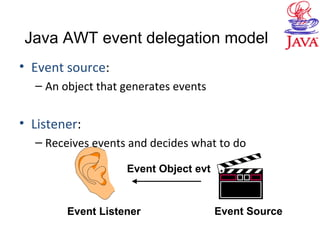 Java AWT event delegation model
JAVA
• Event source:
– An object that generates events
• Listener:
– Receives events and decides what to do
Event Object evt
Event Listener
Event Source